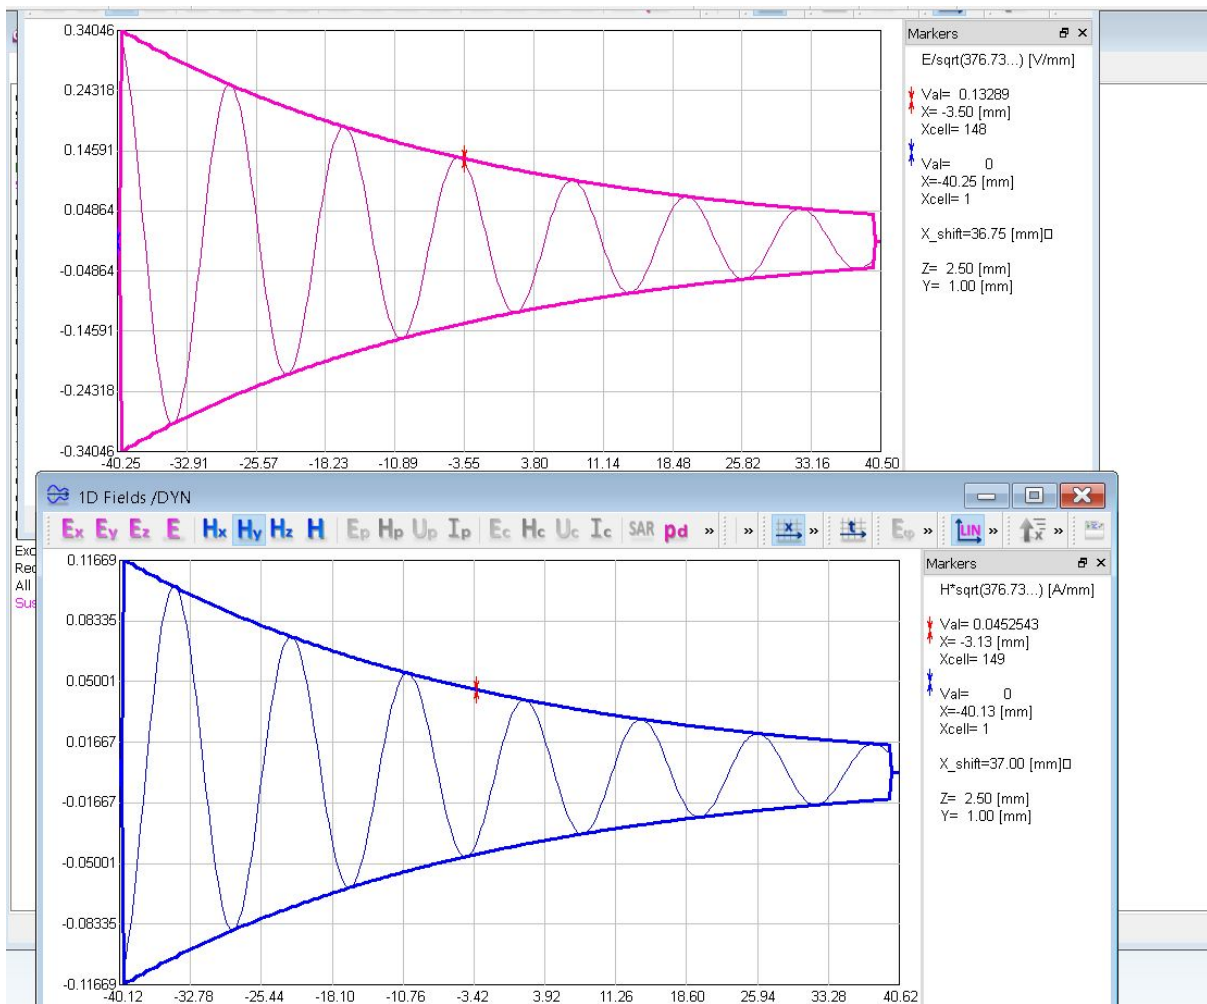 0.34046
0.24318
0.14591
0.04864
-0.04864
-0.14591
-0.24318
-0.34046
-40.25 -32.91 -25.57 -18.23 -10.89 -3.55 3.80 11.14 18.48 25.82 33.16 40.50
Markers
E/sqrt(376.73...) [V/mm]
Val= 0.13289
X= -3.50 [mm]
Xcell= 148
Val= 0
X=-40.25 [mm]
Xcell= 1
X_shift=36.75 [mm]
Z= 2.50 [mm]
Y= 1.00 [mm]
1D Fields /DYN
Ex Ey Ez E Hx Hy Hz H Ep Hp Up Ip Ec Hc Uc Ic SAR pd » » x » t Eφ » LIN » x »
All
Sus
0.11669
0.08335
0.05001
0.01667
-0.01667
-0.05001
-0.08335
-0.11669
-40.12 -32.78 -25.44 -18.10 -10.76 -3.42 3.92 11.26 18.60 25.94 33.28 40.62
Markers
H*sqrt(376.73...) [A/mm]
Val= 0.0452543
X= -3.13 [mm]
Xcell= 149
Val= 0
X=-40.13 [mm]
Xcell= 1
X_shift=37.00 [mm]
Z= 2.50 [mm]
Y= 1.00 [mm]